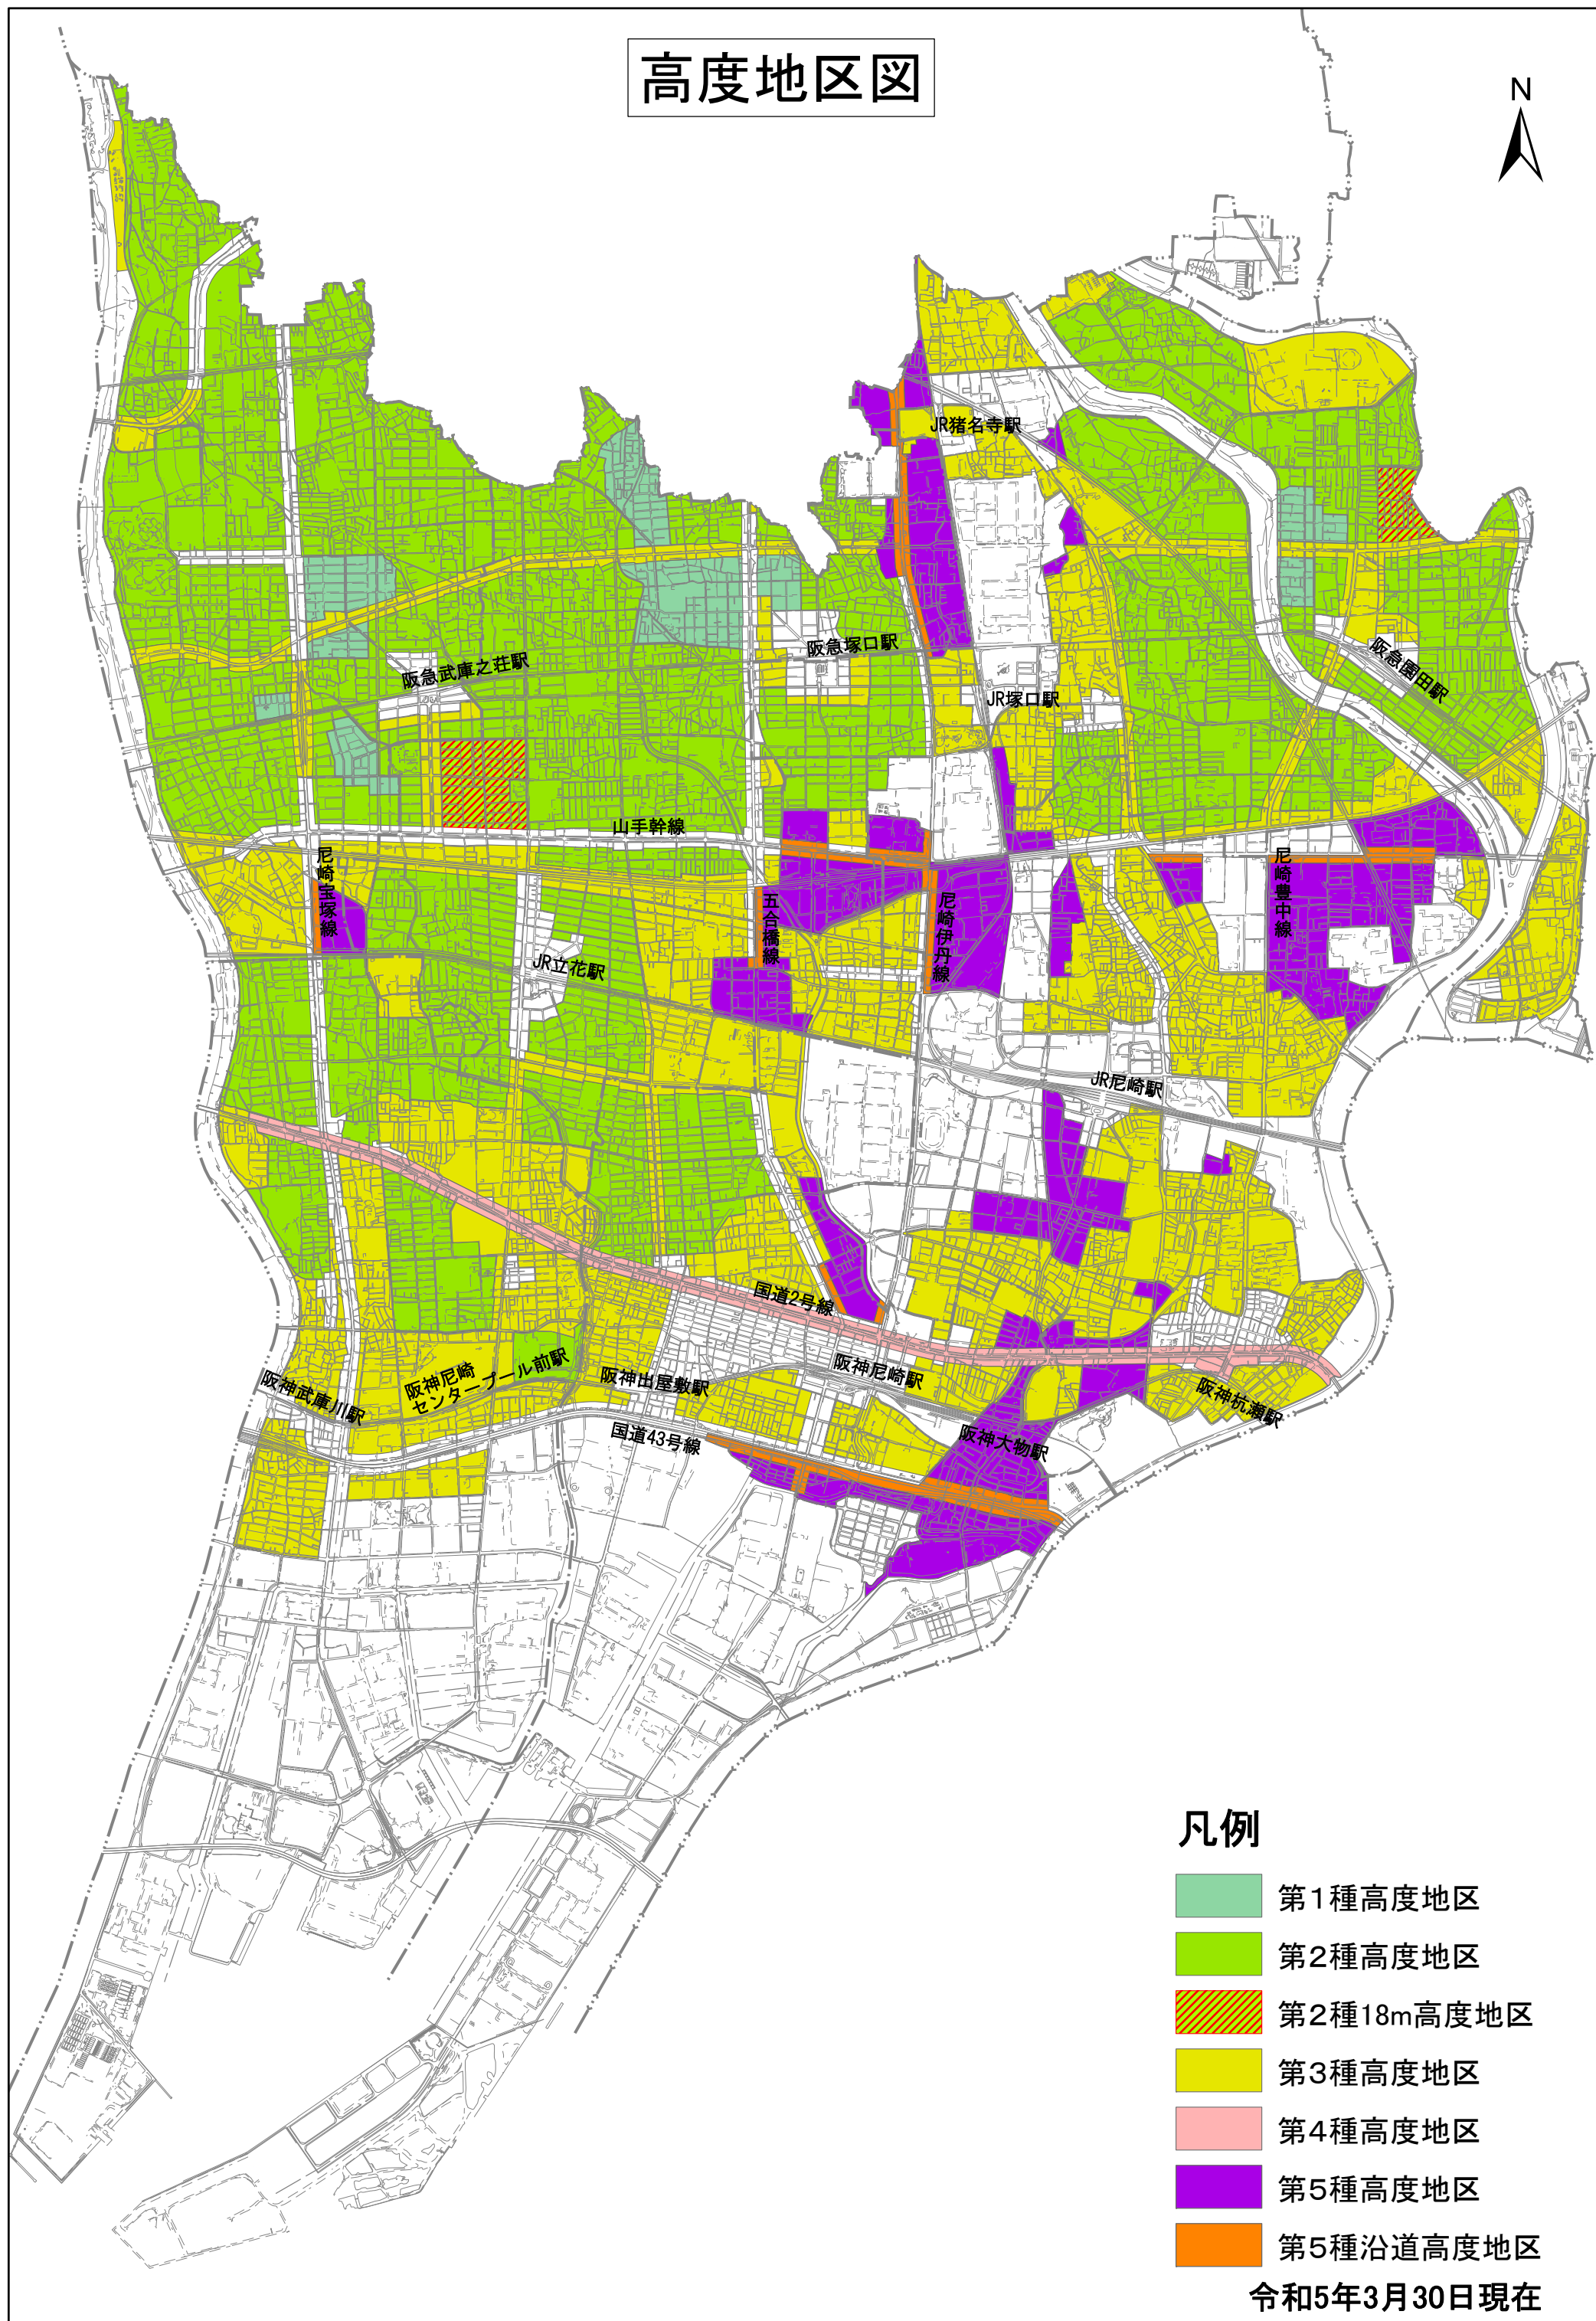 高度地区図
N
JR猪名寺駅
阪急塚口駅
阪急武庫之荘駅
阪急園田駅
JR塚口駅
山手幹線
尼崎宝塚線
五合橋線
尼崎伊丹線
尼崎豊中線
JR立花駅
JR尼崎駅
国道2号線
阪神尼崎
センタープール前駅
阪神武庫川駅
阪神出屋敷駅
阪神尼崎駅
阪神杭瀬駅
国道43号線
阪神大物駅
凡例
第1種高度地区
第2種高度地区
第2種18m高度地区
第3種高度地区
第4種高度地区
第5種高度地区
第5種沿道高度地区
令和5年3月30日現在